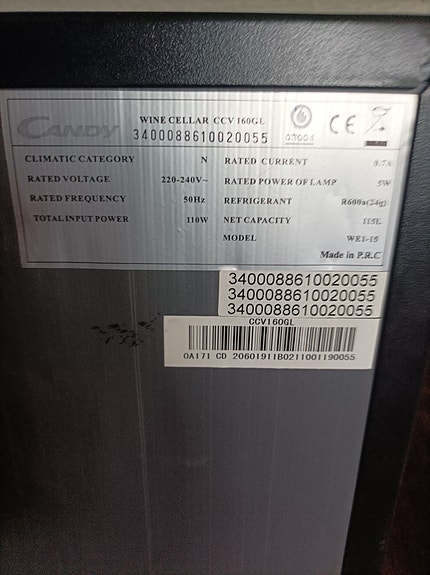 CANDY
WINE CELLAR CCV 160GL
3400088610020055
CE
CLIMATIC CATEGORY N
RATED VOLTAGE 220-240V~
RATED FREQUENCY 50Hz
TOTAL INPUT POWER 110W
RATED CURRENT 0.7A
RATED POWER OF LAMP 5W
REFRIGERANT R600a(24g)
NET CAPACITY 115L
MODEL WE1-15
Made in P.R.C
3400088610020055
3400088610020055
3400088610020055
CCV160GL
0A171 CD 20601911B0211001190055